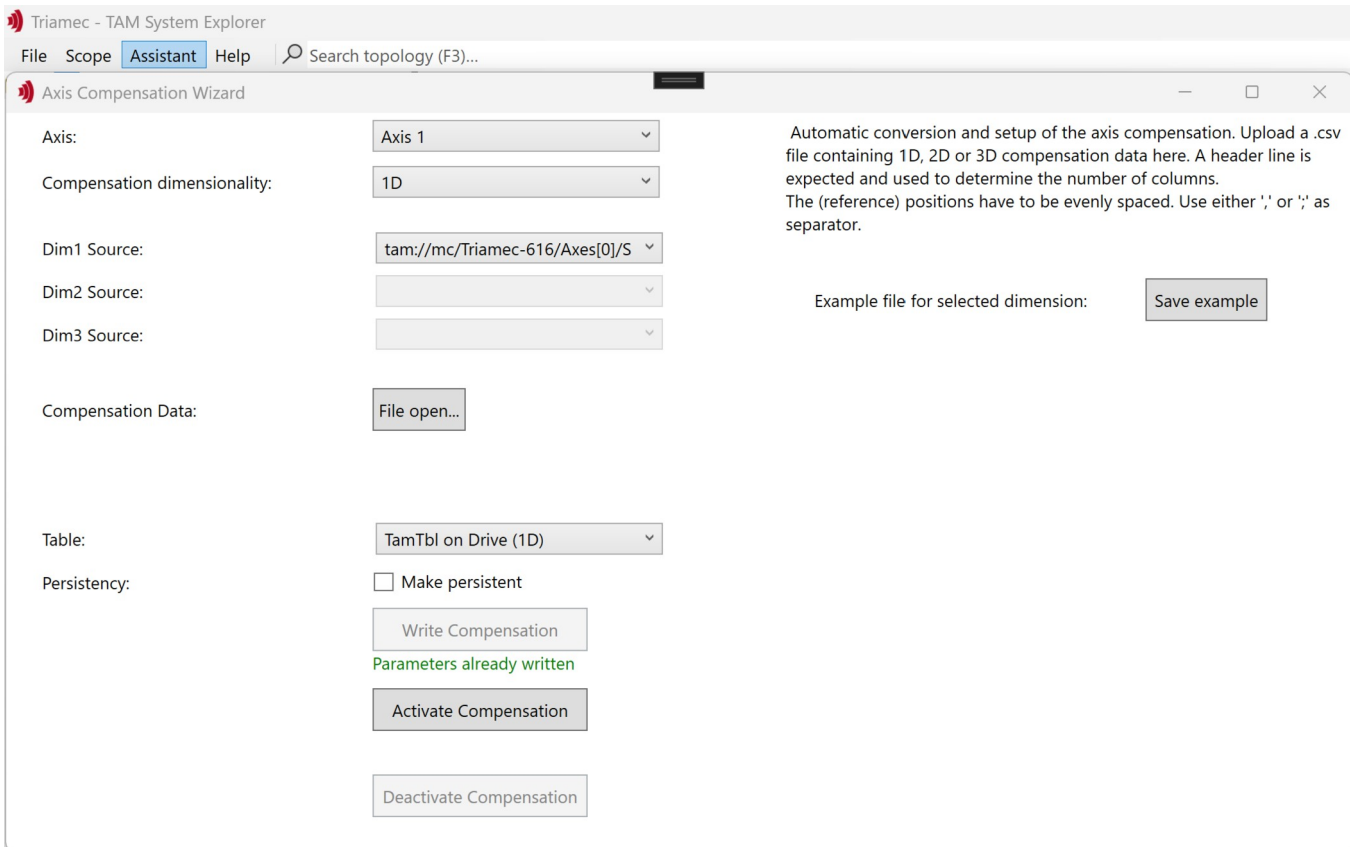 Triamec - TAM System Explorer
File Scope Assistant Help Search topology (F3)...
Axis Compensation Wizard
Axis: Axis 1
Compensation dimensionality: 1D
Dim1 Source: tam://mc/Triamec-616/Axes[0]/S
Dim2 Source:
Dim3 Source:
Compensation Data: File open...
Table: TamTbl on Drive (1D)
Persistency: Make persistent
Write Compensation
Parameters already written
Activate Compensation
Deactivate Compensation
Automatic conversion and setup of the axis compensation. Upload a .csv
file containing 1D, 2D or 3D compensation data here. A header line is
expected and used to determine the number of columns.
The (reference) positions have to be evenly spaced. Use either ',' or ';' as
separator.
Example file for selected dimension: Save example